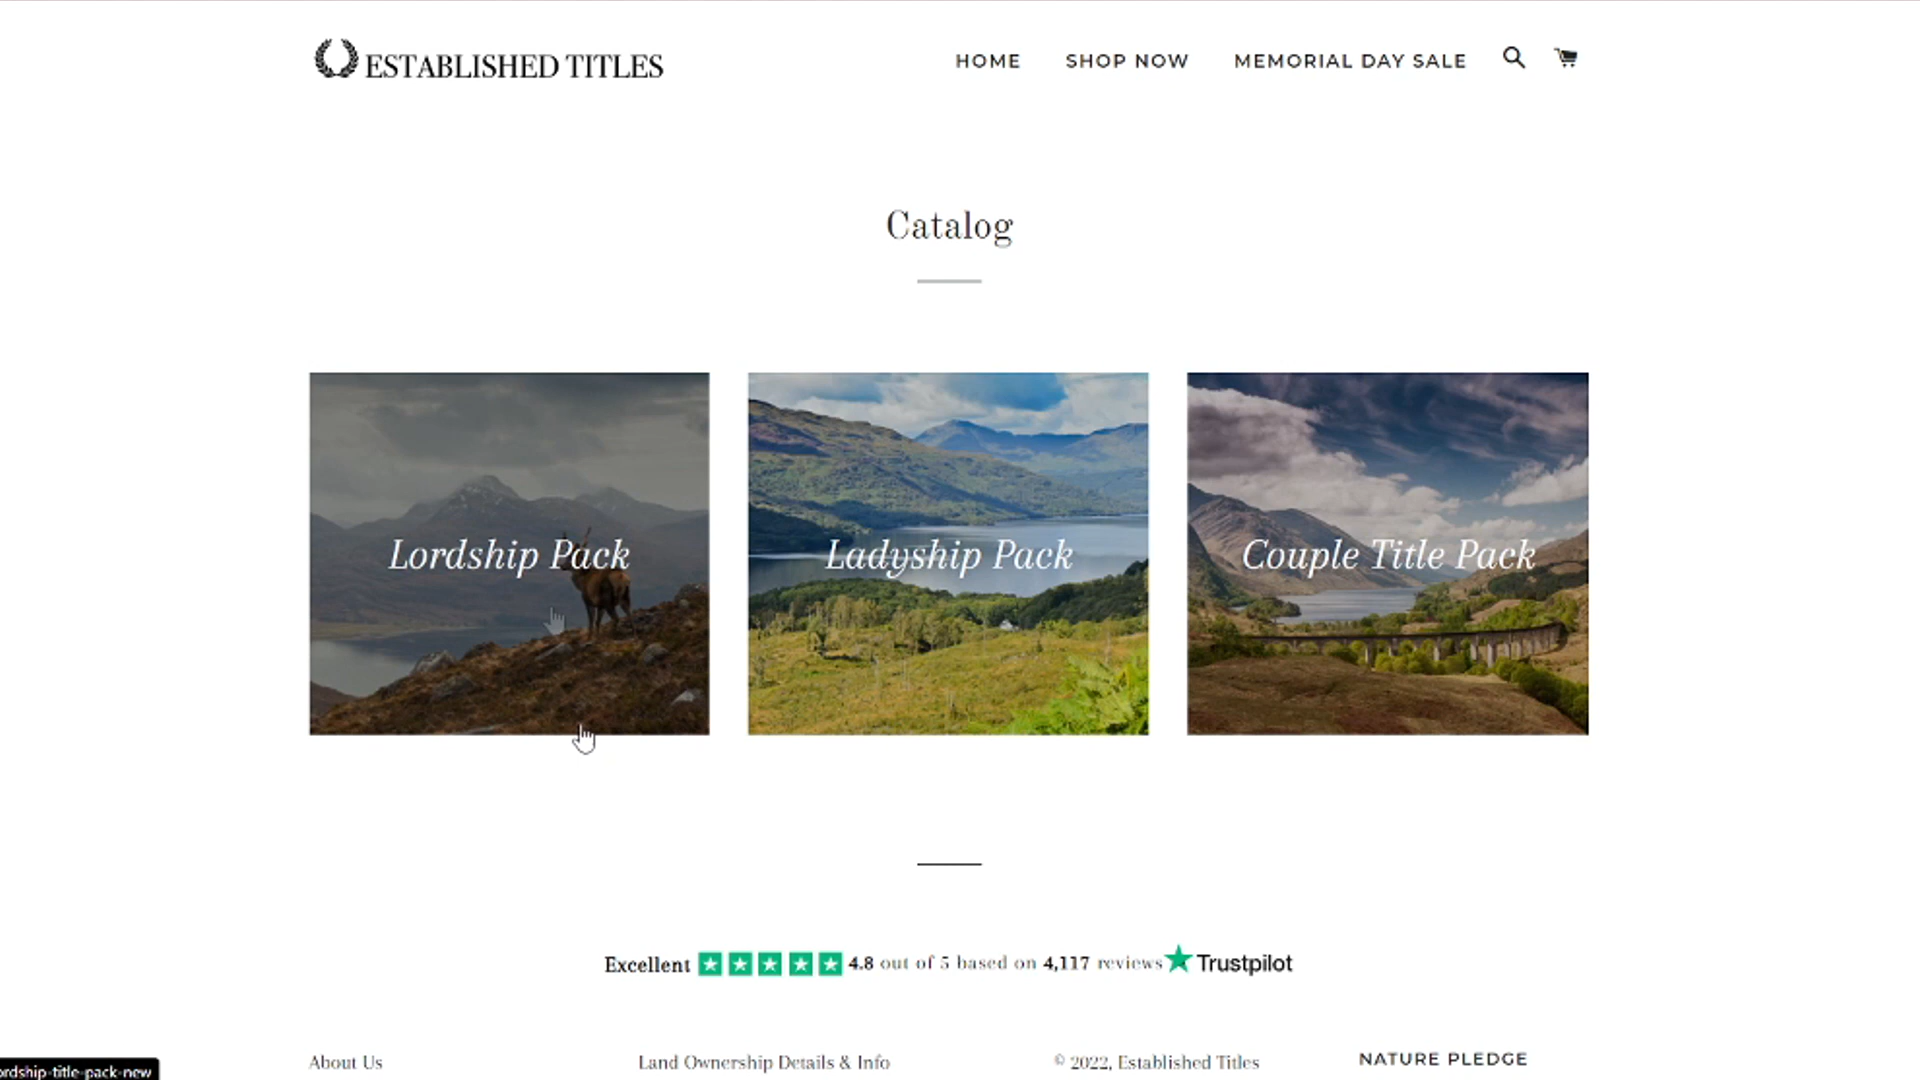 ESTABLISHED TITLES
HOME SHOP NOW MEMORIAL DAY SALE
Catalog
Lordship Pack
Ladyship Pack
Couple Title Pack
Excellent 4.8 out of 5 based on 4,117 reviews Trustpilot
About Us
Land Ownership Details & Info
© 2022, Established Titles
NATURE PLEDGE
ordship-title-pack-new